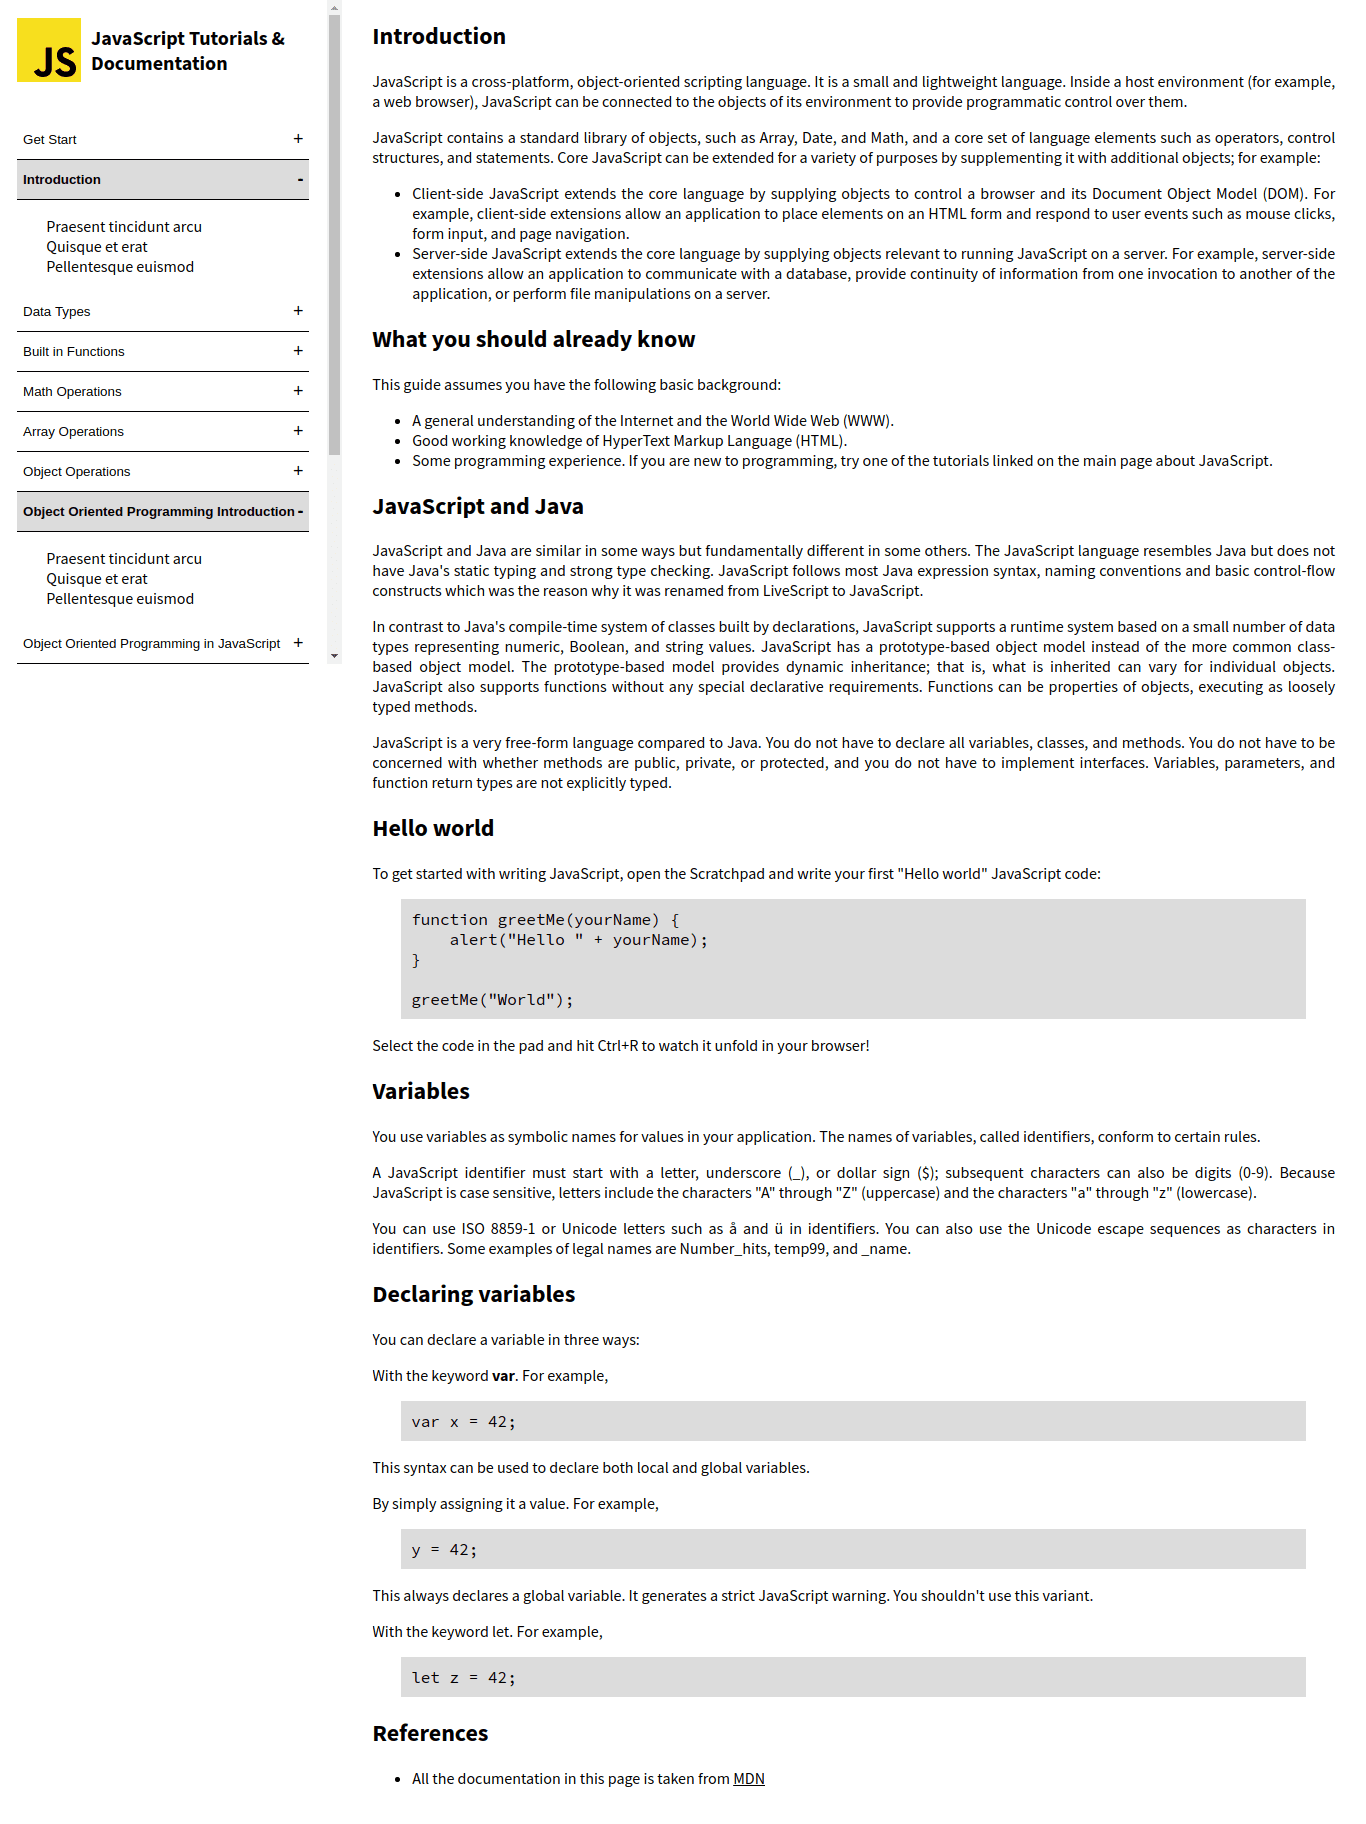 JS
JavaScript Tutorials &
Documentation
Get Start +
Introduction -
Praesent tincidunt arcu
Quisque et erat
Pellentesque euismod
Data Types +
Built in Functions +
Math Operations +
Array Operations +
Object Operations +
Object Oriented Programming Introduction -
Praesent tincidunt arcu
Quisque et erat
Pellentesque euismod
Object Oriented Programming in JavaScript +
Introduction
JavaScript is a cross-platform, object-oriented scripting language. It is a small and lightweight language. Inside a host environment (for example,
a web browser), JavaScript can be connected to the objects of its environment to provide programmatic control over them.
JavaScript contains a standard library of objects, such as Array, Date, and Math, and a core set of language elements such as operators, control
structures, and statements. Core JavaScript can be extended for a variety of purposes by supplementing it with additional objects; for example:
• Client-side JavaScript extends the core language by supplying objects to control a browser and its Document Object Model (DOM). For
example, client-side extensions allow an application to place elements on an HTML form and respond to user events such as mouse clicks,
form input, and page navigation.
• Server-side JavaScript extends the core language by supplying objects relevant to running JavaScript on a server. For example, server-side
extensions allow an application to communicate with a database, provide continuity of information from one invocation to another of the
application, or perform file manipulations on a server.
What you should already know
This guide assumes you have the following basic background:
• A general understanding of the Internet and the World Wide Web (WWW).
• Good working knowledge of HyperText Markup Language (HTML).
• Some programming experience. If you are new to programming, try one of the tutorials linked on the main page about JavaScript.
JavaScript and Java
JavaScript and Java are similar in some ways but fundamentally different in some others. The JavaScript language resembles Java but does not
have Java's static typing and strong type checking. JavaScript follows most Java expression syntax, naming conventions and basic control-flow
constructs which was the reason why it was renamed from LiveScript to JavaScript.
In contrast to Java's compile-time system of classes built by declarations, JavaScript supports a runtime system based on a small number of data
types representing numeric, Boolean, and string values. JavaScript has a prototype-based object model instead of the more common class-
based object model. The prototype-based model provides dynamic inheritance; that is, what is inherited can vary for individual objects.
JavaScript also supports functions without any special declarative requirements. Functions can be properties of objects, executing as loosely
typed methods.
JavaScript is a very free-form language compared to Java. You do not have to declare all variables, classes, and methods. You do not have to be
concerned with whether methods are public, private, or protected, and you do not have to implement interfaces. Variables, parameters, and
function return types are not explicitly typed.
Hello world
To get started with writing JavaScript, open the Scratchpad and write your first "Hello world" JavaScript code:
function greetMe(yourName) {
    alert("Hello " + yourName);
}
greetMe("World");
Select the code in the pad and hit Ctrl+R to watch it unfold in your browser!
Variables
You use variables as symbolic names for values in your application. The names of variables, called identifiers, conform to certain rules.
A JavaScript identifier must start with a letter, underscore (_), or dollar sign ($); subsequent characters can also be digits (0-9). Because
JavaScript is case sensitive, letters include the characters "A" through "Z" (uppercase) and the characters "a" through "z" (lowercase).
You can use ISO 8859-1 or Unicode letters such as å and ü in identifiers. You can also use the Unicode escape sequences as characters in
identifiers. Some examples of legal names are Number_hits, temp99, and _name.
Declaring variables
You can declare a variable in three ways:
With the keyword var. For example,
var x = 42;
This syntax can be used to declare both local and global variables.
By simply assigning it a value. For example,
y = 42;
This always declares a global variable. It generates a strict JavaScript warning. You shouldn't use this variant.
With the keyword let. For example,
let z = 42;
References
• All the documentation in this page is taken from MDN